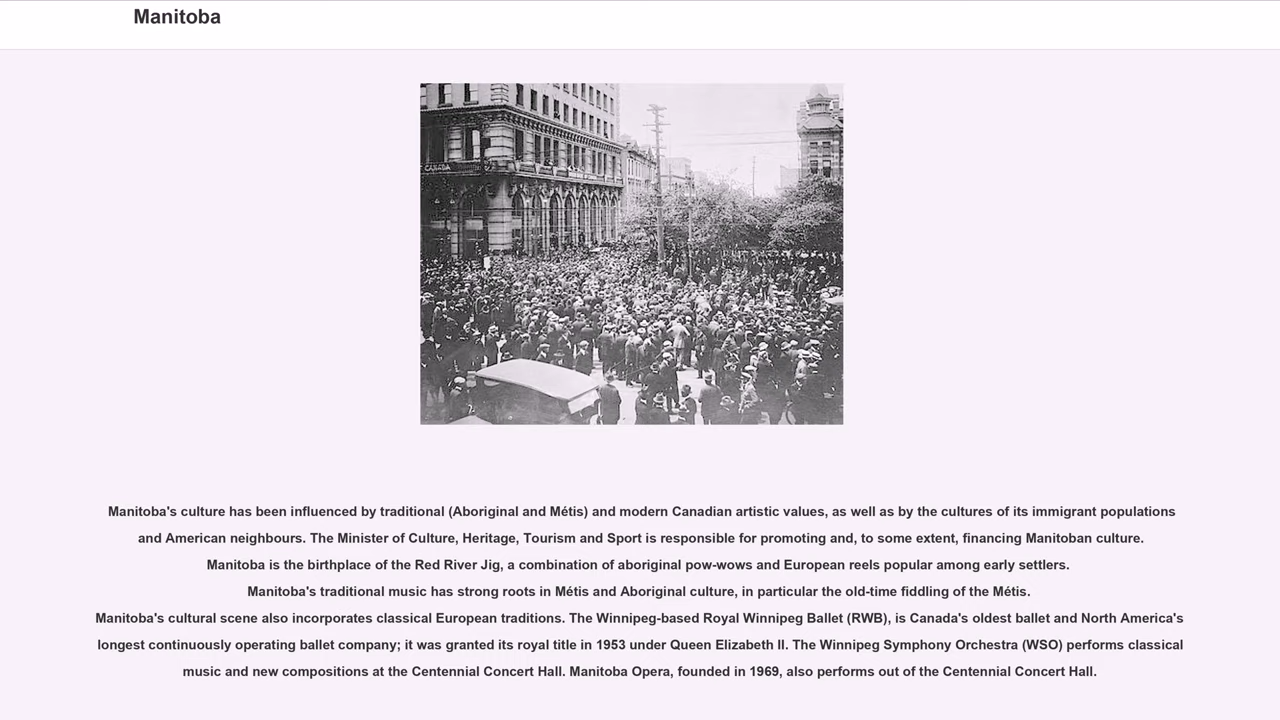 Manitoba
CANADA
Manitoba's culture has been influenced by traditional (Aboriginal and Métis) and modern Canadian artistic values, as well as by the cultures of its immigrant populations
and American neighbours. The Minister of Culture, Heritage, Tourism and Sport is responsible for promoting and, to some extent, financing Manitoban culture.
Manitoba is the birthplace of the Red River Jig, a combination of aboriginal pow-wows and European reels popular among early settlers.
Manitoba's traditional music has strong roots in Métis and Aboriginal culture, in particular the old-time fiddling of the Métis.
Manitoba's cultural scene also incorporates classical European traditions. The Winnipeg-based Royal Winnipeg Ballet (RWB), is Canada's oldest ballet and North America's
longest continuously operating ballet company; it was granted its royal title in 1953 under Queen Elizabeth II. The Winnipeg Symphony Orchestra (WSO) performs classical
music and new compositions at the Centennial Concert Hall. Manitoba Opera, founded in 1969, also performs out of the Centennial Concert Hall.